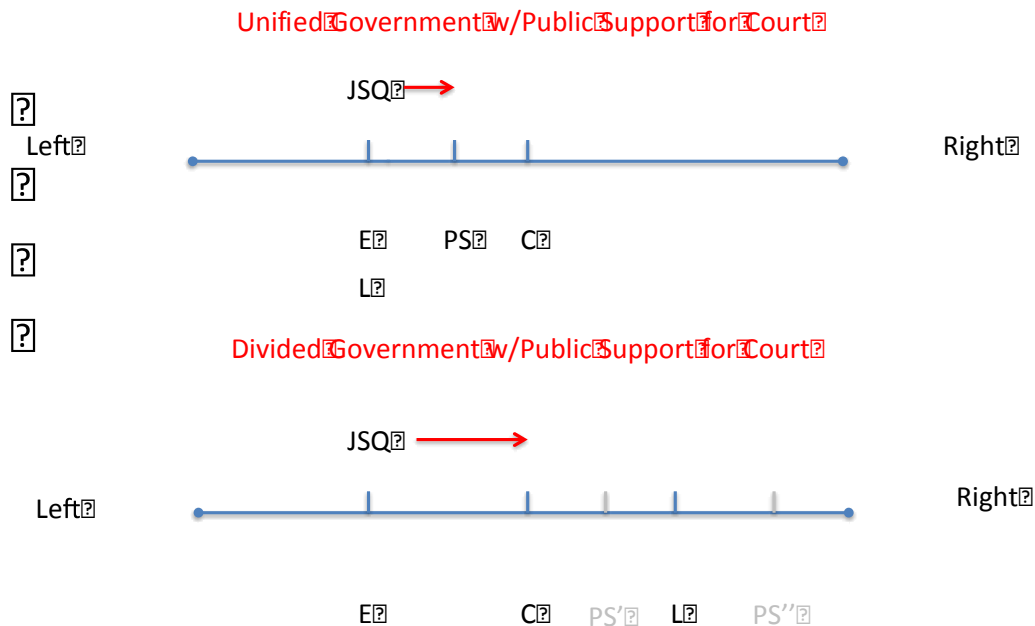 Unified⍰Government⍰w/Public⍰Support⍰for⍰Court⍰
JSQ⍰
⍰
Left⍰ Right⍰
⍰
E⍰ PS⍰ C⍰
⍰
L⍰
⍰
Divided⍰Government⍰w/Public⍰Support⍰for⍰Court⍰
JSQ⍰
Left⍰ Right⍰
E⍰ C⍰ PS'⍰ L⍰ PS''⍰